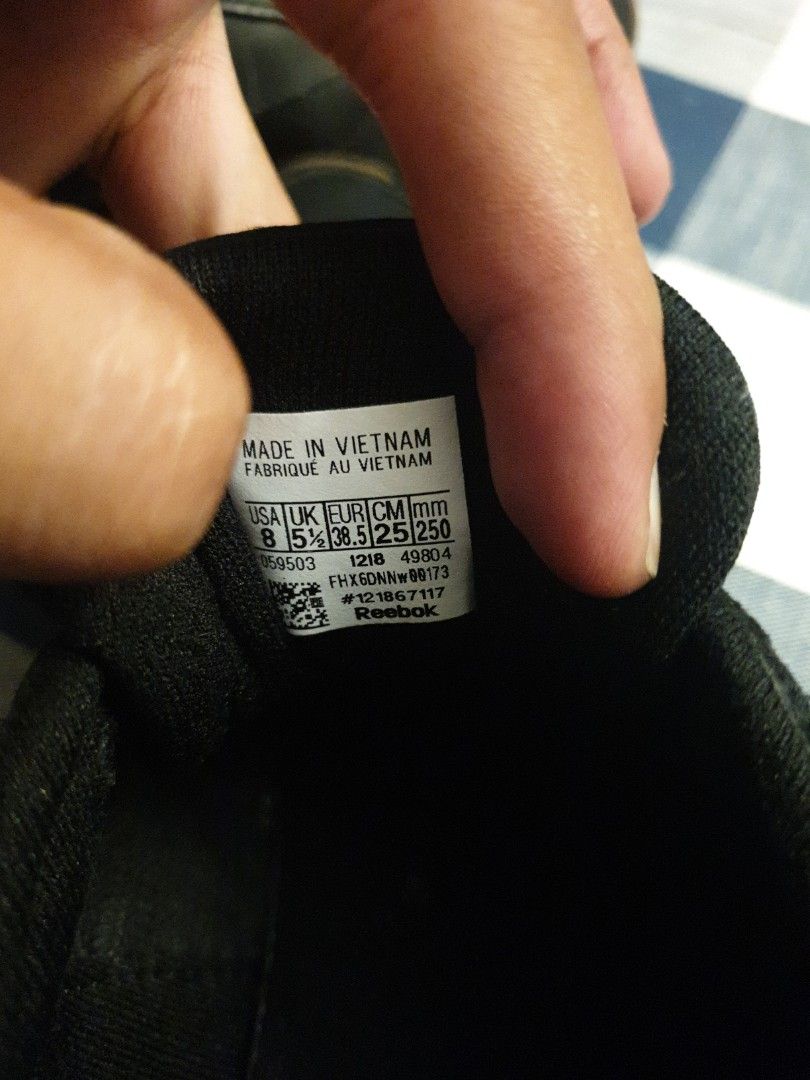 MADE IN VIETNAM
FABRIQUÉ AU VIETNAM
USA UK EUR CM mm
8 5½ 38.5 25 250
059503 1218 49804
FHX6DNNw00173
#121867117
Reebok